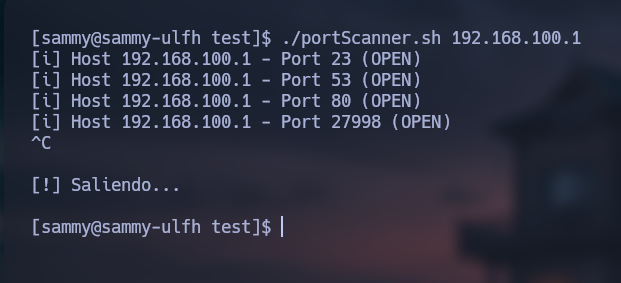 [sammy@sammy-ulfh test]$ ./portScanner.sh 192.168.100.1
[i] Host 192.168.100.1 - Port 23 (OPEN)
[i] Host 192.168.100.1 - Port 53 (OPEN)
[i] Host 192.168.100.1 - Port 80 (OPEN)
[i] Host 192.168.100.1 - Port 27998 (OPEN)
^C
[!] Saliendo...
[sammy@sammy-ulfh test]$